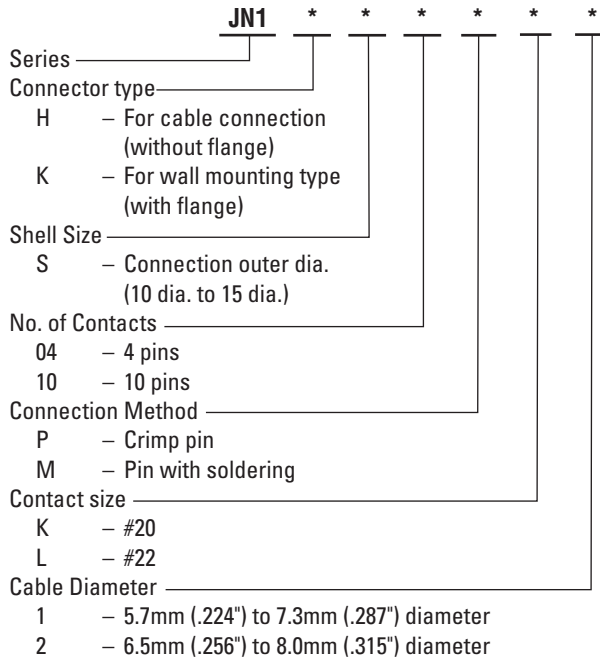 JN1 * * * * * *
Series
Connector type
H – For cable connection
(without flange)
K – For wall mounting type
(with flange)
Shell Size
S – Connection outer dia.
(10 dia. to 15 dia.)
No. of Contacts
04 – 4 pins
10 – 10 pins
Connection Method
P – Crimp pin
M – Pin with soldering
Contact size
K – #20
L – #22
Cable Diameter
1 – 5.7mm (.224") to 7.3mm (.287") diameter
2 – 6.5mm (.256") to 8.0mm (.315") diameter